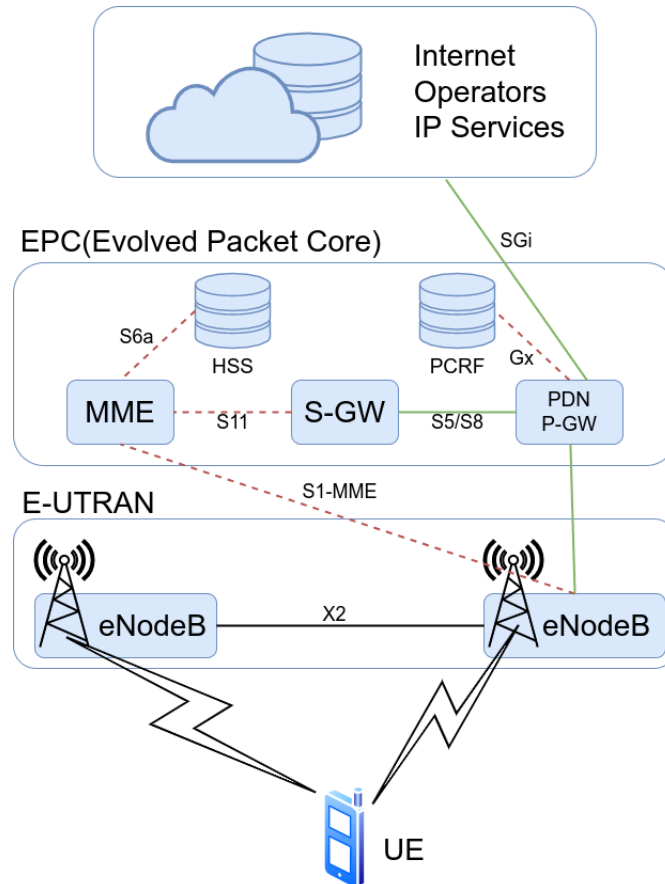 Internet
Operators
IP Services
SGi
EPC(Evolved Packet Core)
S6a
HSS
PCRF
Gx
MME
S11
S-GW
S5/S8
PDN
P-GW
S1-MME
E-UTRAN
eNodeB
X2
eNodeB
UE